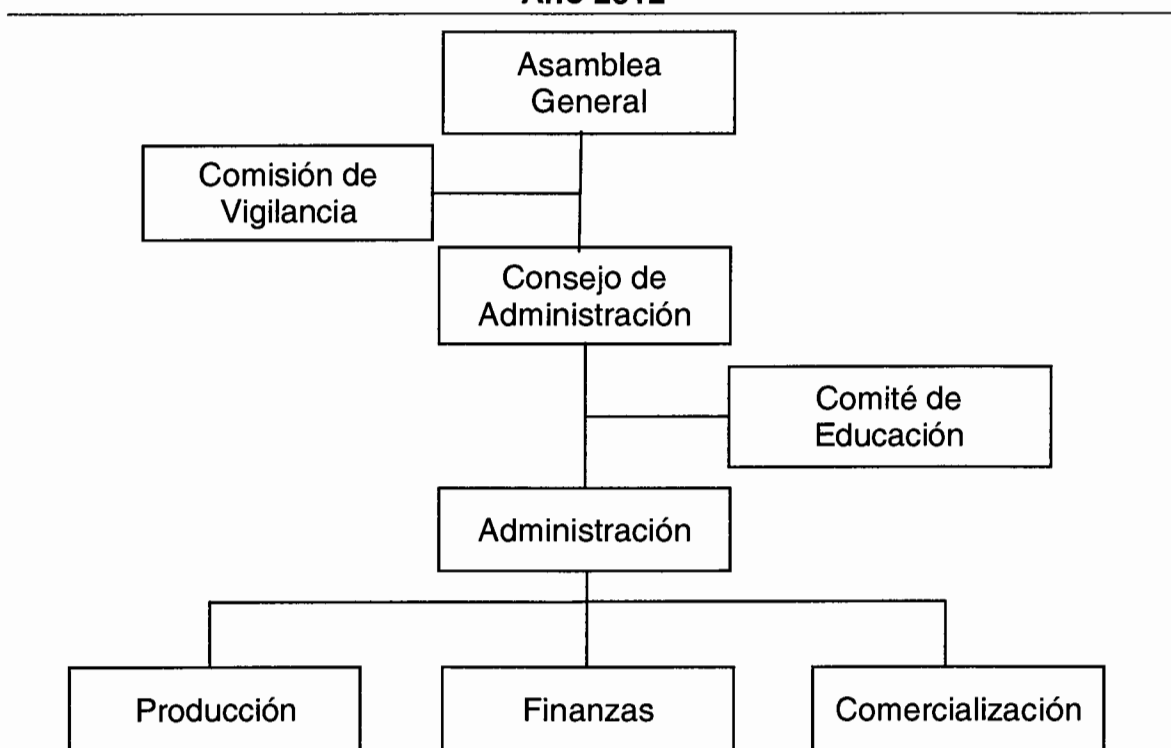 Asamblea
General
Comisión de
Vigilancia
Consejo de
Administración
Comité de
Educación
Administración
Producción
Finanzas
Comercialización